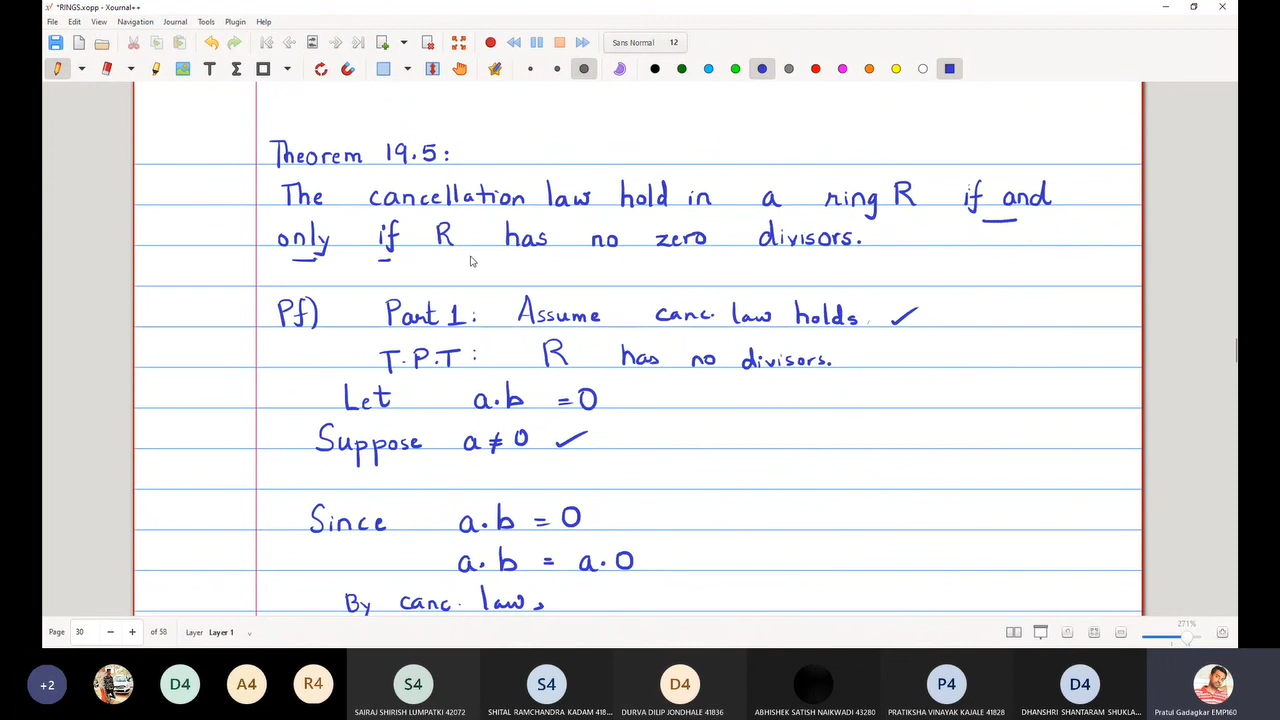 *RINGS.xopp - Xournal++
File Edit View Navigation Journal Tools Plugin Help
Sans Normal 12
Theorem 19.5:
The cancellation law hold in a ring R if and
only if R has no zero divisors.
Pf) Part 1: Assume canc. law holds. ✓
T.P.T: R has no divisors.
Let a.b = 0
Suppose a ≠ 0 ✓
Since a.b = 0
a.b = a.0
By canc. law,
Page 30 of 58 Layer Layer 1 271%
+2 D4 A4 R4 S4 S4 D4 P4 D4
SAIRAJ SHIRISH LUMPATKI 42072 SHITAL RAMCHANDRA KADAM 418... DURVA DILIP JONDHALE 41836 ABHISHEK SATISH NAIKWADI 43280 PRATIKSHA VINAYAK KAJALE 41828 DHANSHRI SHANTARAM SHUKLA... Pratul Gadagkar EMP160